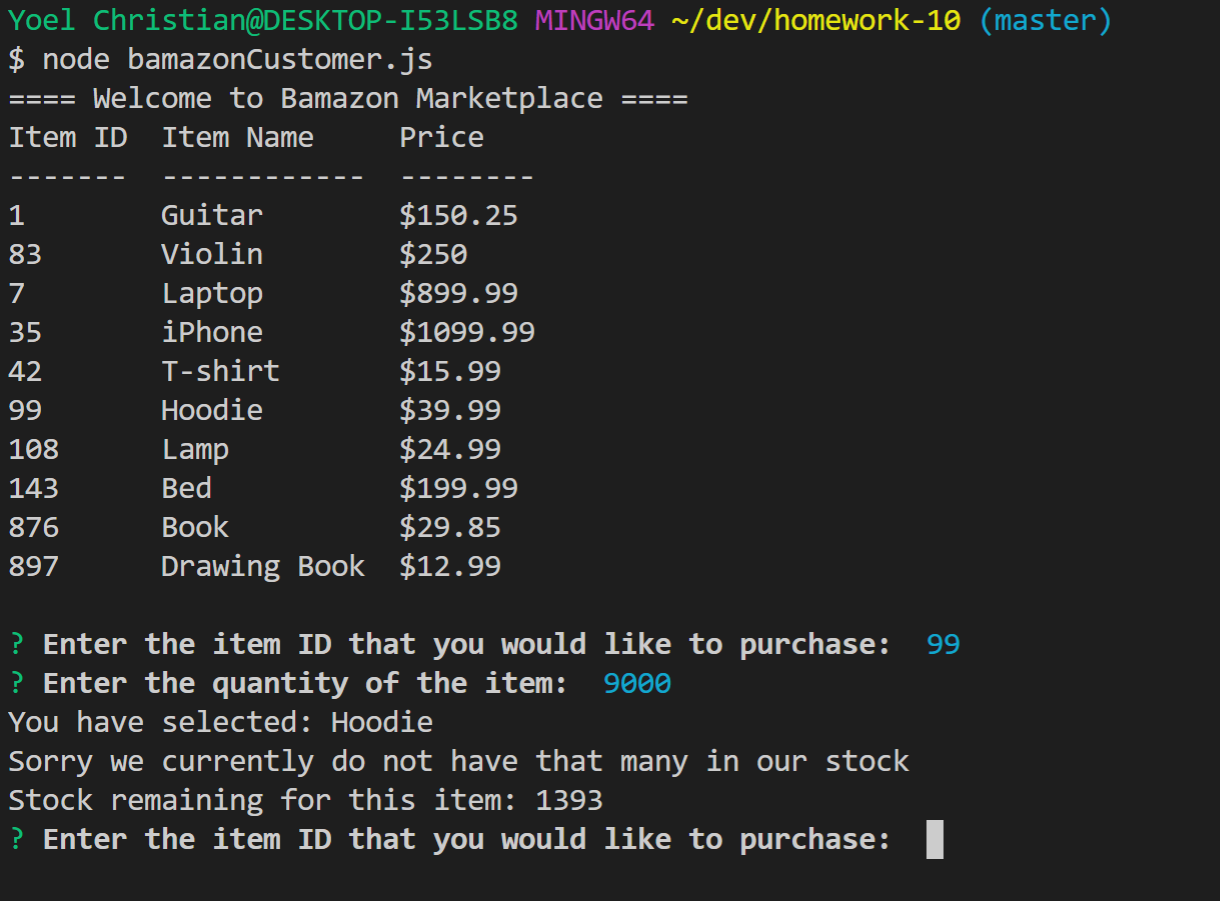 Yoel Christian@DESKTOP-I53LSB8 MINGW64 ~/dev/homework-10 (master)
$ node bamazonCustomer.js
==== Welcome to Bamazon Marketplace ====
Item ID  Item Name     Price
-------  ------------  --------
1        Guitar        $150.25
83       Violin        $250
7        Laptop        $899.99
35       iPhone        $1099.99
42       T-shirt       $15.99
99       Hoodie        $39.99
108      Lamp          $24.99
143      Bed           $199.99
876      Book          $29.85
897      Drawing Book  $12.99
? Enter the item ID that you would like to purchase:  99
? Enter the quantity of the item:  9000
You have selected: Hoodie
Sorry we currently do not have that many in our stock
Stock remaining for this item: 1393
? Enter the item ID that you would like to purchase: